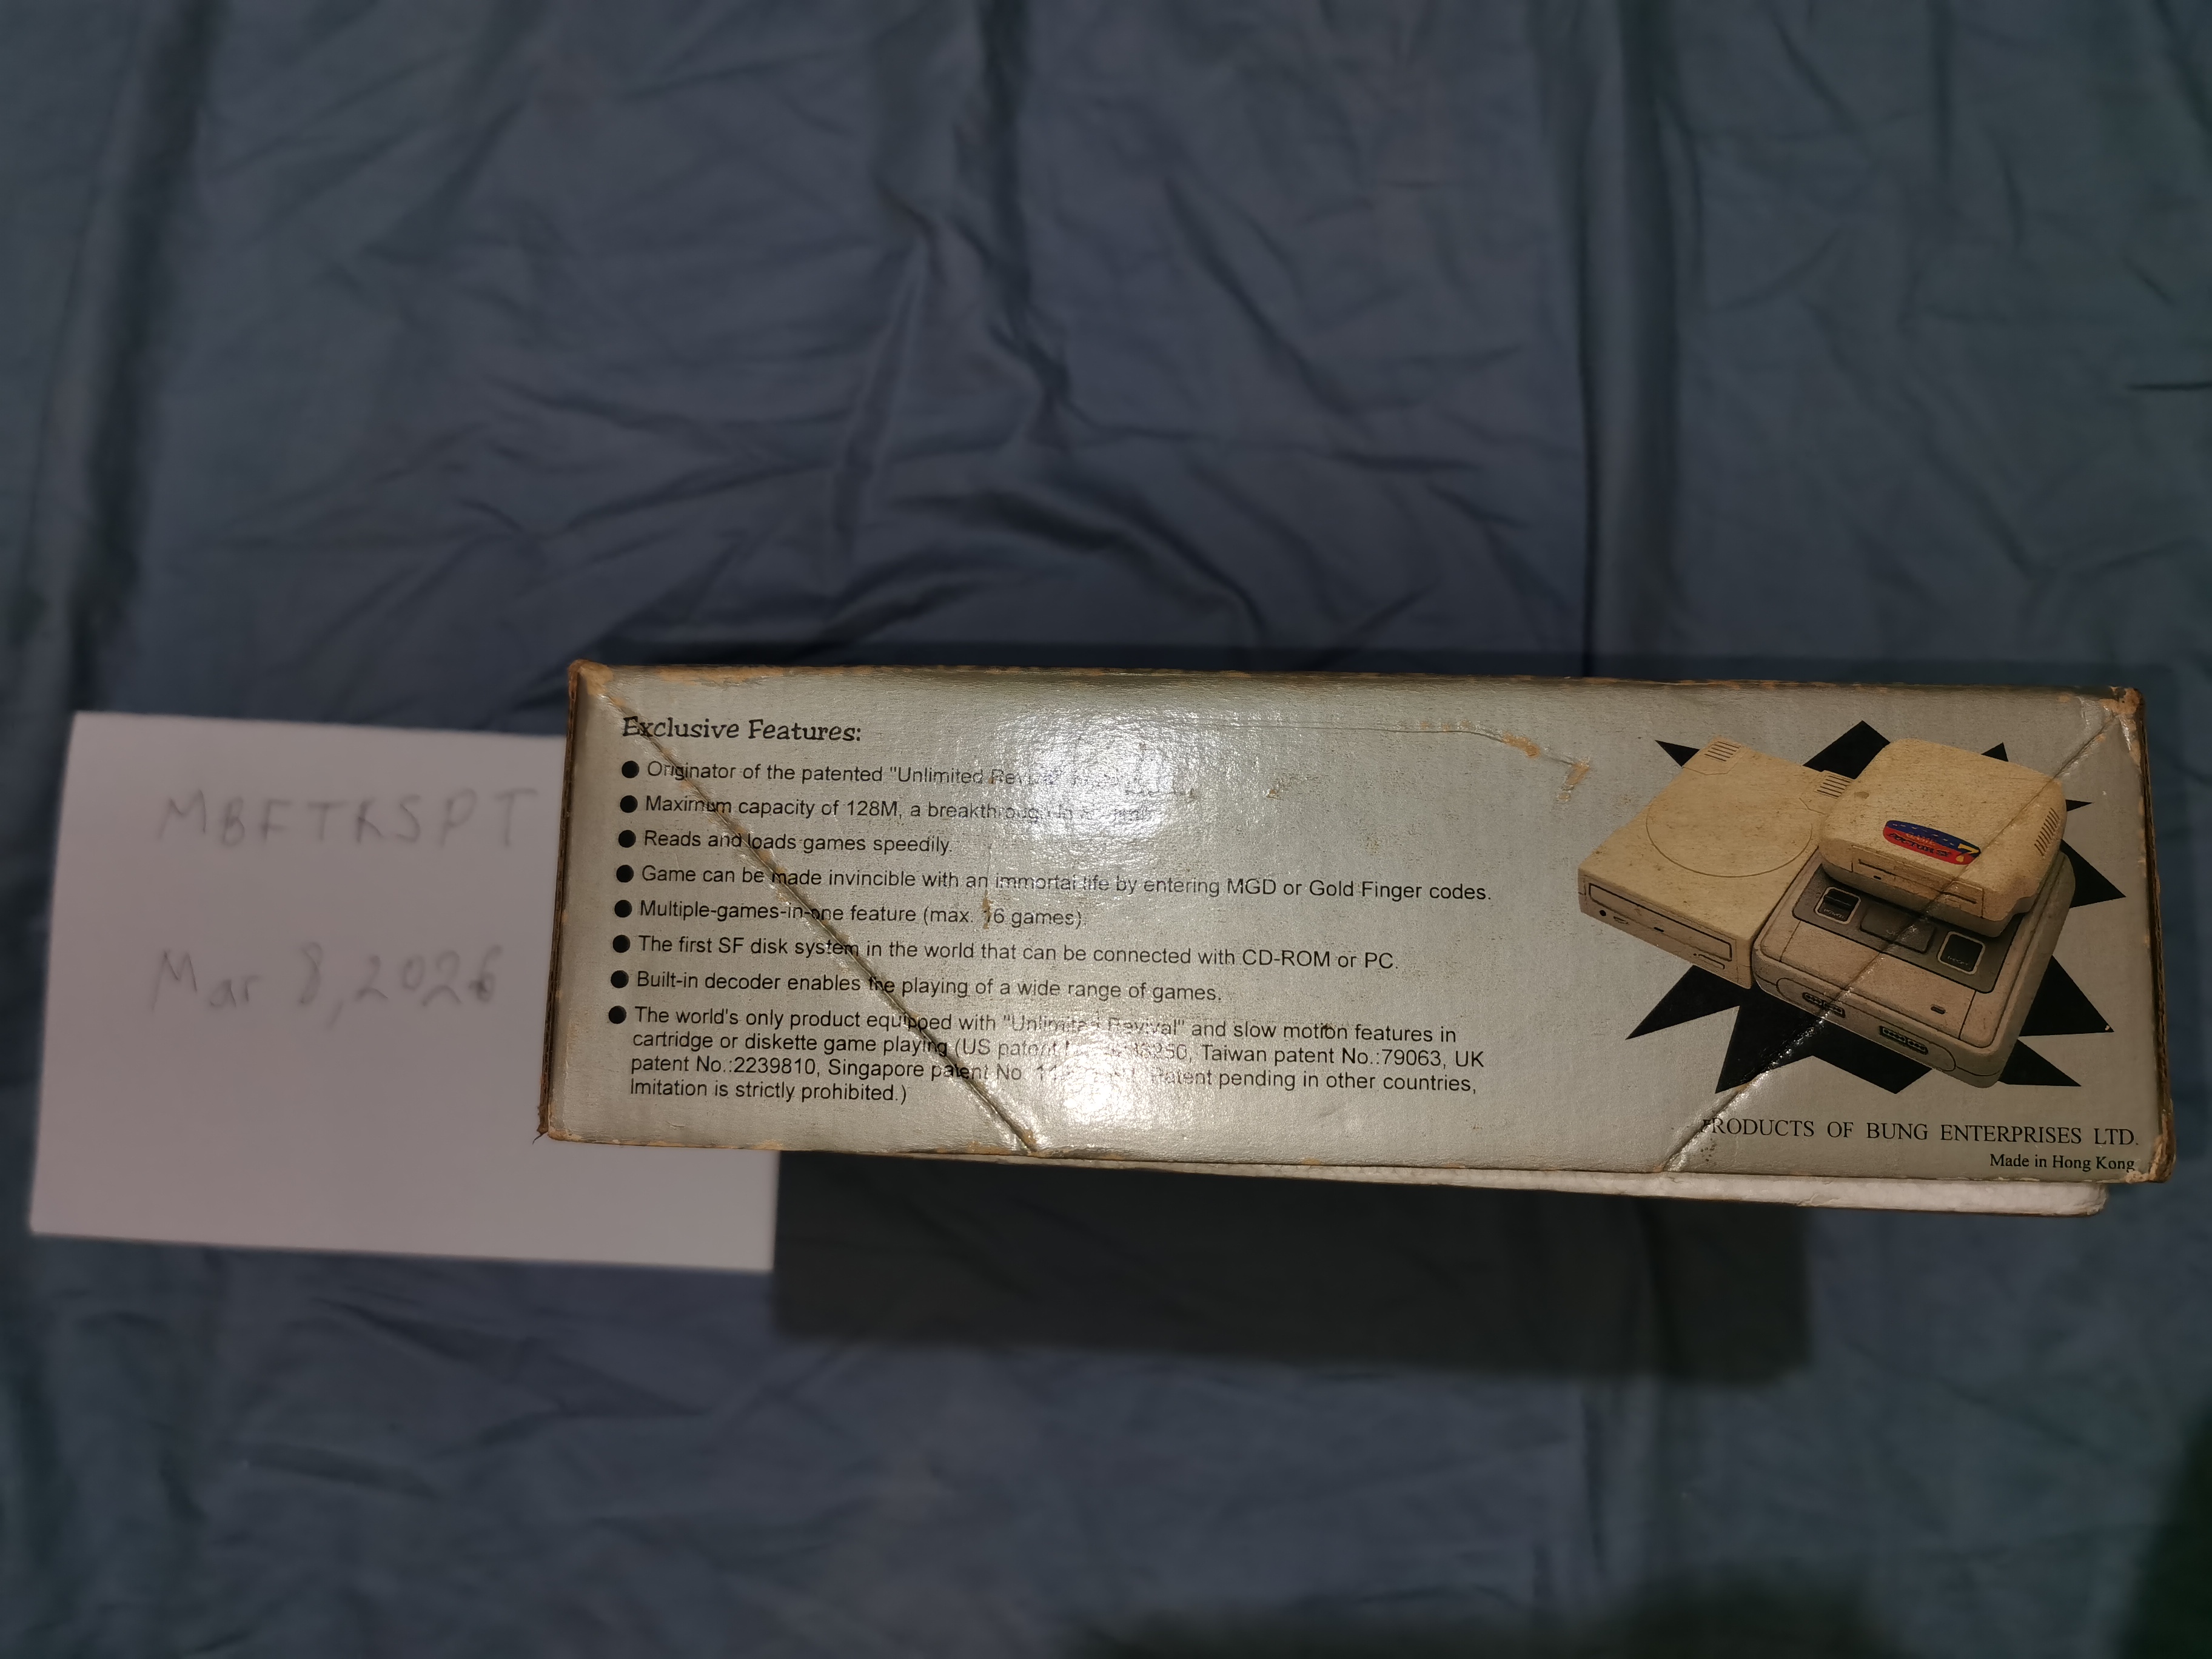 MBFTKSPT
Mar 8, 2026
Exclusive Features:
● Originator of the patented "Unlimited Revival"
● Maximum capacity of 128M, a breakthrough in
● Reads and loads games speedily.
● Game can be made invincible with an immortal life by entering MGD or Gold Finger codes.
● Multiple-games-in-one feature (max. 16 games).
● The first SF disk system in the world that can be connected with CD-ROM or PC.
● Built-in decoder enables the playing of a wide range of games.
● The world's only product equipped with "Unlimited Revival" and slow motion features in
cartridge or diskette game playing (US patent Taiwan patent No.:79063, UK
patent No.:2239810, Singapore patent No. Patent pending in other countries,
Imitation is strictly prohibited.)
7
PRODUCTS OF BUNG ENTERPRISES LTD.
Made in Hong Kong